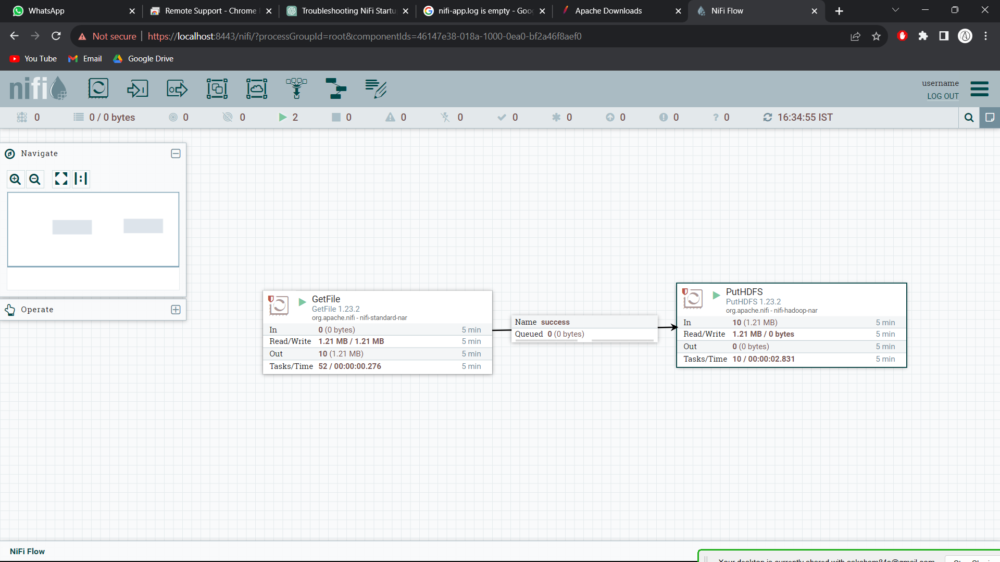 WhatsApp
Remote Support - Chrome
Troubleshooting NiFi Startu
nifi-app.log is empty - Goo
Apache Downloads
NiFi Flow
Not secure
https://localhost:8443/nifi/?processGroupId=root&componentIds=46147e38-018a-1000-0ea0-bf2a46f8aef0
You Tube
Email
Google Drive
nifi
username
LOG OUT
0
0 / 0 bytes
0
0
2
0
0
0
0
0
0
0
? 0
16:34:55 IST
Navigate
Operate
GetFile
GetFile 1.23.2
org.apache.nifi - nifi-standard-nar
In 0 (0 bytes) 5 min
Read/Write 1.21 MB / 1.21 MB 5 min
Out 10 (1.21 MB) 5 min
Tasks/Time 52 / 00:00:00.276 5 min
Name success
Queued 0 (0 bytes)
PutHDFS
PutHDFS 1.23.2
org.apache.nifi - nifi-hadoop-nar
In 10 (1.21 MB) 5 min
Read/Write 1.21 MB / 0 bytes 5 min
Out 0 (0 bytes) 5 min
Tasks/Time 10 / 00:00:02.831 5 min
NiFi Flow
Your desktop is currently shared with